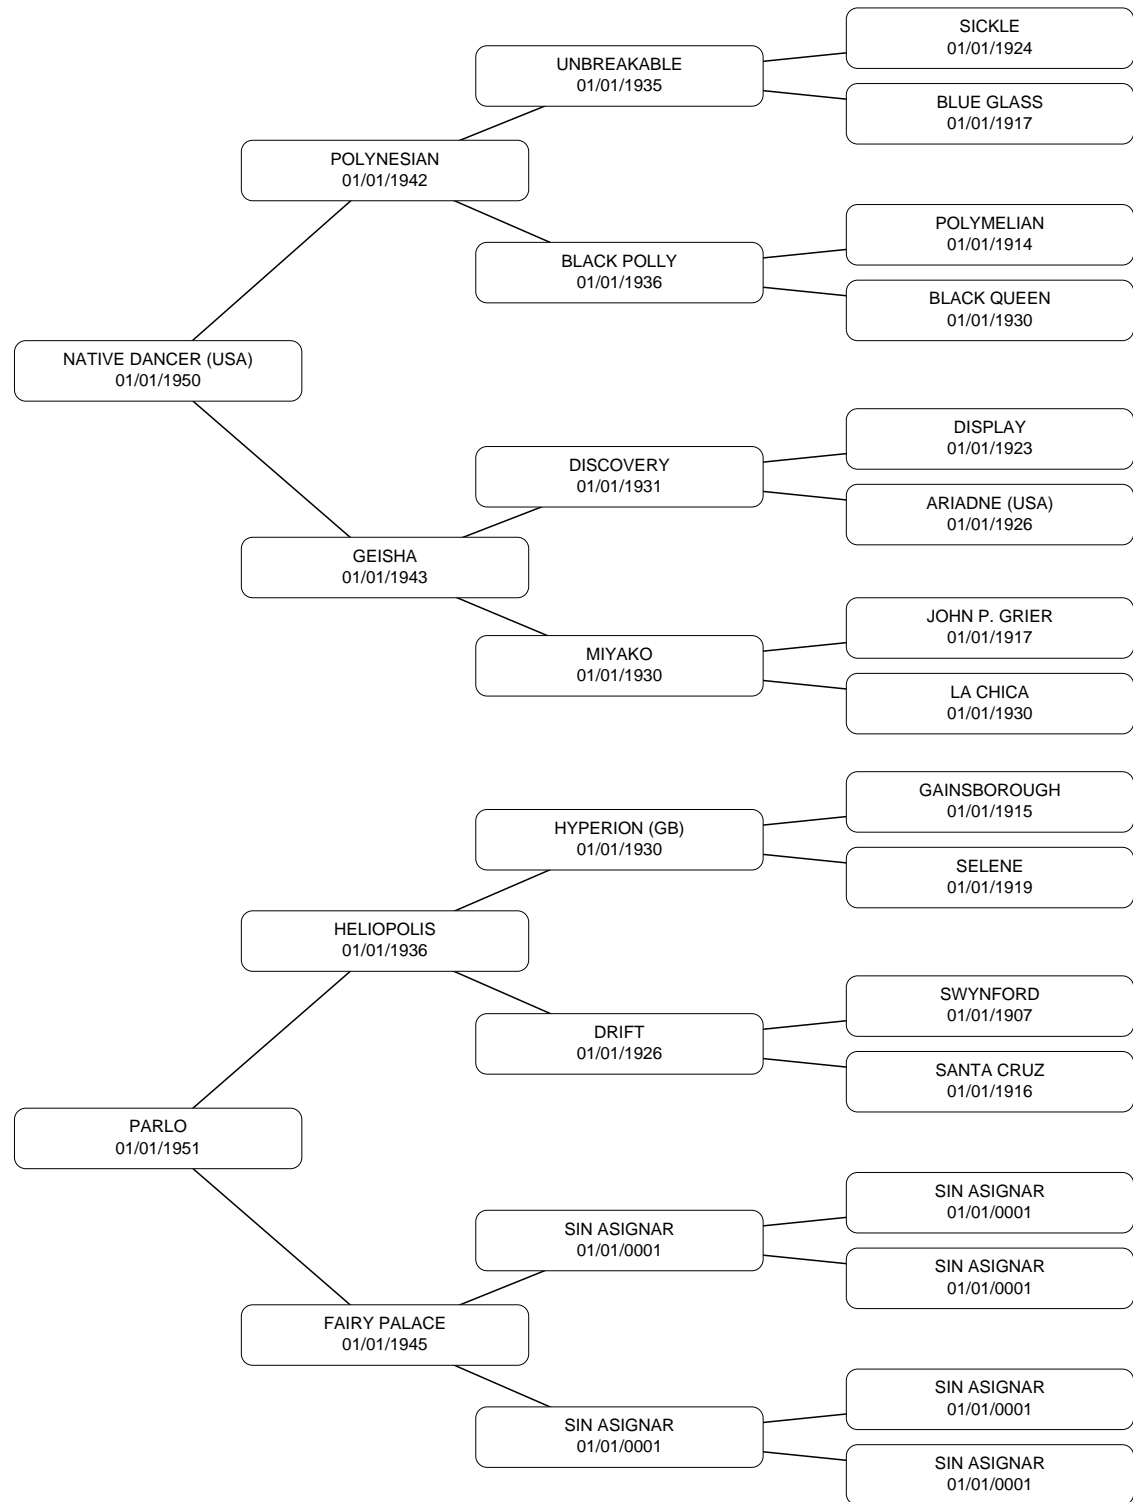 SICKLE
01/01/1924
UNBREAKABLE
01/01/1935
BLUE GLASS
01/01/1917
POLYNESIAN
01/01/1942
POLYMELIAN
01/01/1914
BLACK POLLY
01/01/1936
BLACK QUEEN
01/01/1930
NATIVE DANCER (USA)
01/01/1950
DISPLAY
01/01/1923
DISCOVERY
01/01/1931
ARIADNE (USA)
01/01/1926
GEISHA
01/01/1943
JOHN P. GRIER
01/01/1917
MIYAKO
01/01/1930
LA CHICA
01/01/1930
GAINSBOROUGH
01/01/1915
HYPERION (GB)
01/01/1930
SELENE
01/01/1919
HELIOPOLIS
01/01/1936
SWYNFORD
01/01/1907
DRIFT
01/01/1926
SANTA CRUZ
01/01/1916
PARLO
01/01/1951
SIN ASIGNAR
01/01/0001
SIN ASIGNAR
01/01/0001
SIN ASIGNAR
01/01/0001
FAIRY PALACE
01/01/1945
SIN ASIGNAR
01/01/0001
SIN ASIGNAR
01/01/0001
SIN ASIGNAR
01/01/0001